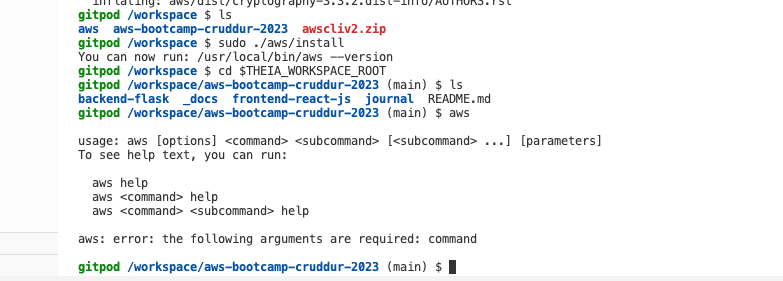 inflating: aws/dist/cryptography-3.3.2.dist-info/AUTHORS.rst
gitpod /workspace $ ls
aws  aws-bootcamp-cruddur-2023  awscliv2.zip
gitpod /workspace $ sudo ./aws/install
You can now run: /usr/local/bin/aws --version
gitpod /workspace $ cd $THEIA_WORKSPACE_ROOT
gitpod /workspace/aws-bootcamp-cruddur-2023 (main) $ ls
backend-flask  _docs  frontend-react-js  journal  README.md
gitpod /workspace/aws-bootcamp-cruddur-2023 (main) $ aws
usage: aws [options] <command> <subcommand> [<subcommand> ...] [parameters]
To see help text, you can run:
aws help
aws <command> help
aws <command> <subcommand> help
aws: error: the following arguments are required: command
gitpod /workspace/aws-bootcamp-cruddur-2023 (main) $